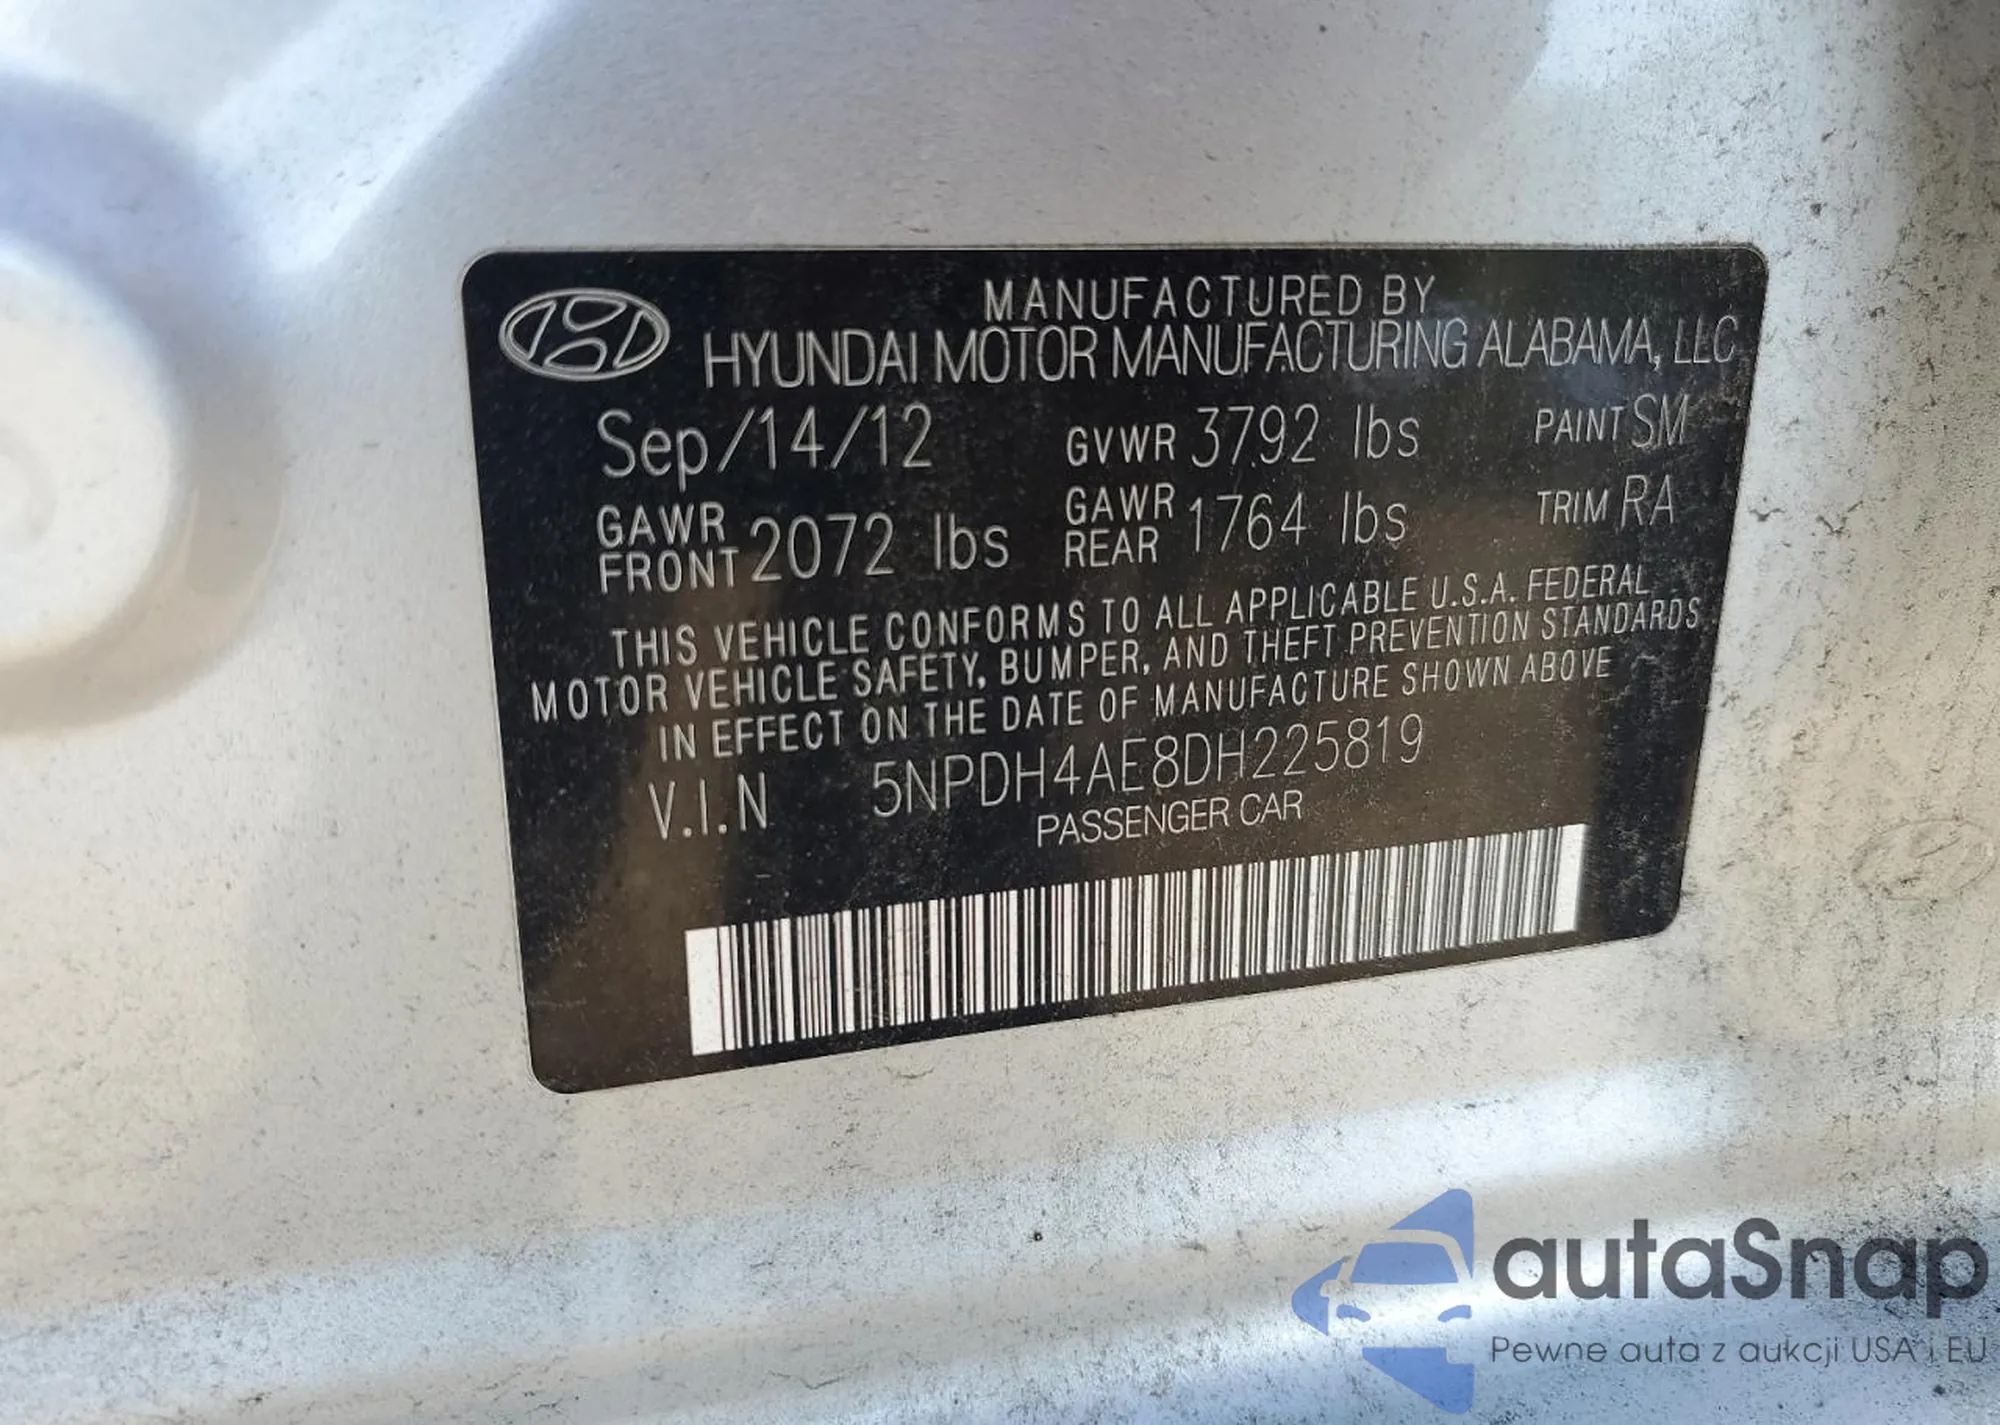 MANUFACTURED BY
HYUNDAI MOTOR MANUFACTURING ALABAMA, LLC
Sep/14/12 GVWR 3792 lbs PAINT SM
GAWR FRONT 2072 lbs GAWR REAR 1764 lbs TRIM RA
THIS VEHICLE CONFORMS TO ALL APPLICABLE U.S.A. FEDERAL
MOTOR VEHICLE SAFETY, BUMPER, AND THEFT PREVENTION STANDARDS
IN EFFECT ON THE DATE OF MANUFACTURE SHOWN ABOVE
V.I.N 5NPDH4AE8DH225819
PASSENGER CAR
autaSnap
Pewne auta z aukcji USA i EU